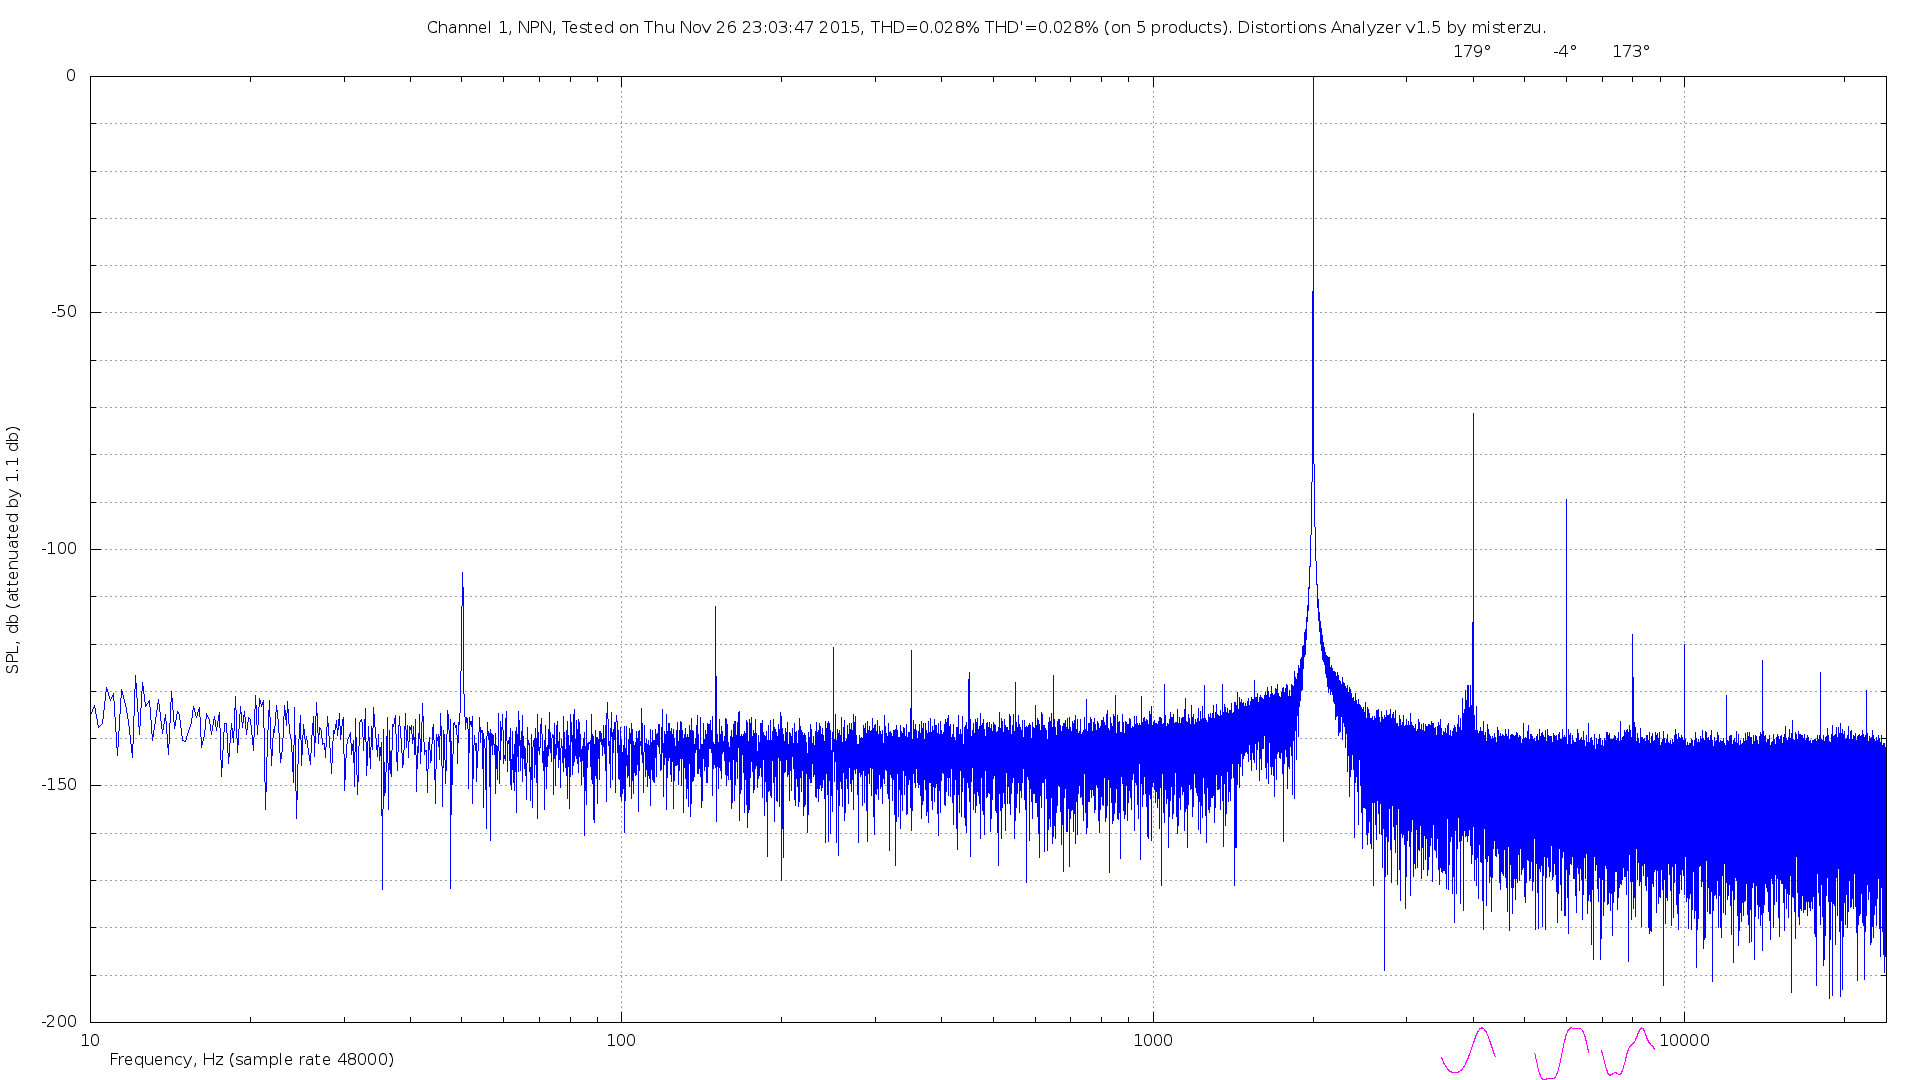 Channel 1, NPN, Tested on Thu Nov 26 23:03:47 2015, THD=0.028% THD'=0.028% (on 5 products). Distortions Analyzer v1.5 by misterzu.
179° -4° 173°
0
-50
-100
-150
-200
SPL, db (attenuated by 1.1 db)
10 100 1000 10000
Frequency, Hz (sample rate 48000)